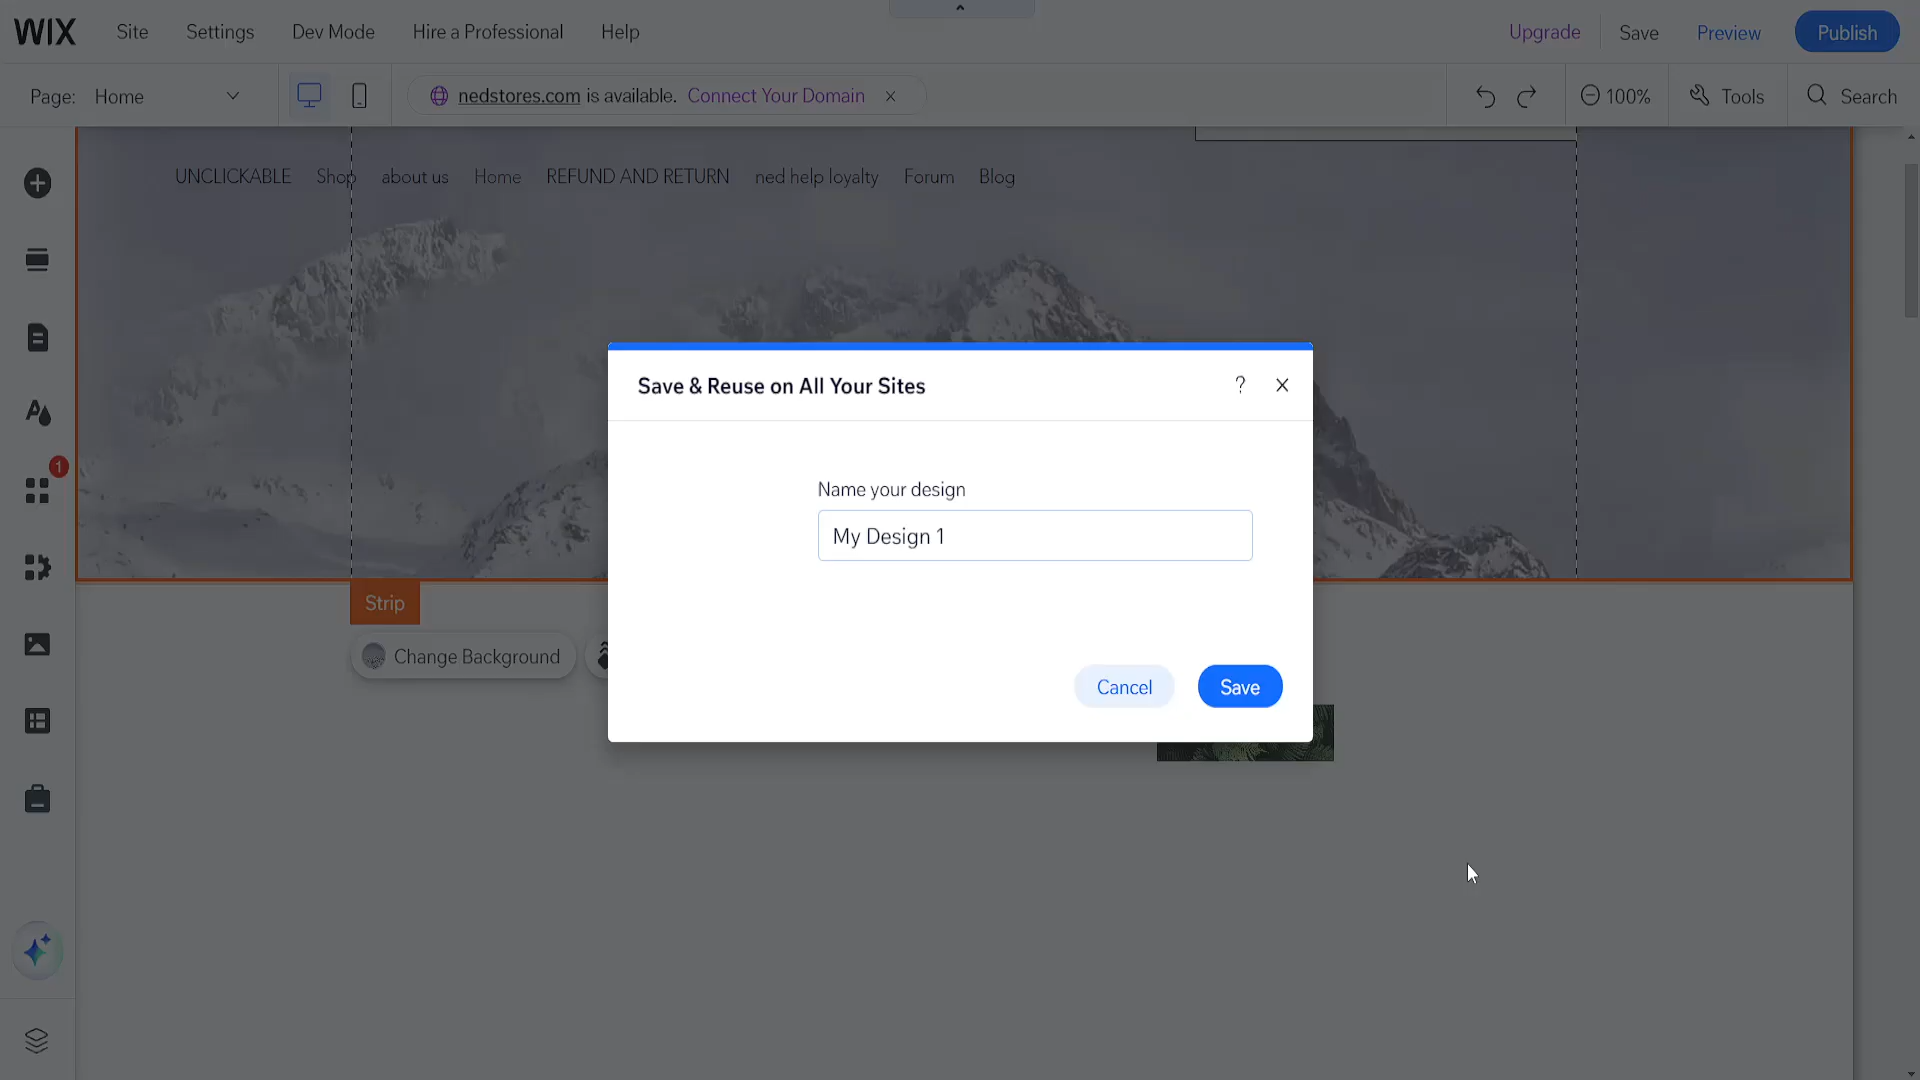 WIX Site Settings Dev Mode Hire a Professional Help Upgrade Save Preview Publish
Page: Home nedstores.com is available. Connect Your Domain 100% Tools Search
UNCLICKABLE Shop about us Home REFUND AND RETURN ned help loyalty Forum Blog
Save & Reuse on All Your Sites ?
1
Name your design
My Design 1
Strip
Change Background
Cancel Save